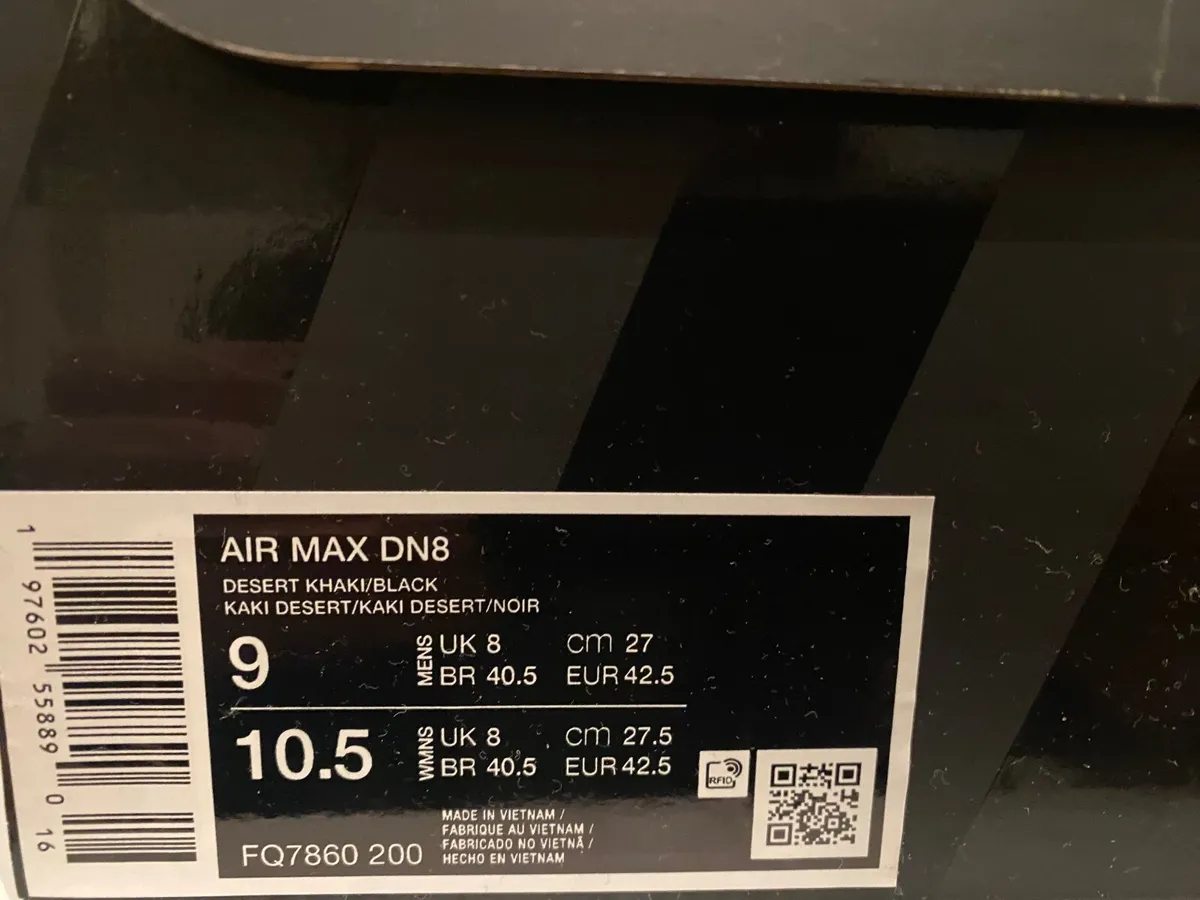 1 97602 55889 0 16
AIR MAX DN8
DESERT KHAKI/BLACK
KAKI DESERT/KAKI DESERT/NOIR
9
MENS
UK 8 cm 27
BR 40.5 EUR 42.5
10.5
WMNS
UK 8 cm 27.5
BR 40.5 EUR 42.5
RFID
MADE IN VIETNAM /
FABRIQUE AU VIETNAM /
FABRICADO NO VIETNÃ /
HECHO EN VIETNAM
FQ7860 200